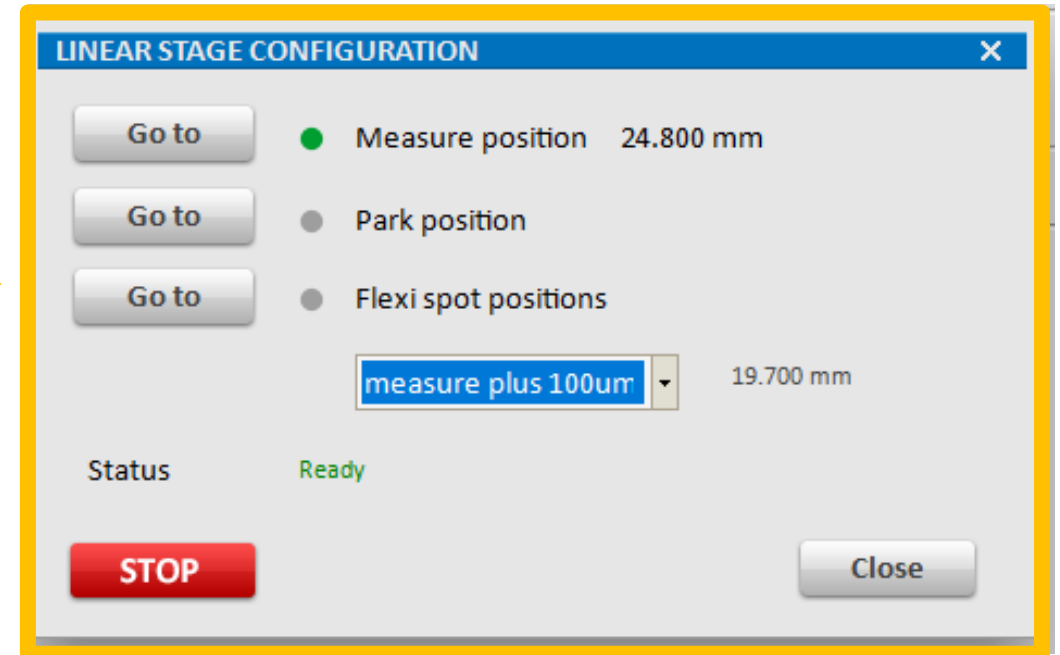 LINEAR STAGE CONFIGURATION
Go to Measure position 24.800 mm
Go to Park position
Go to Flexi spot positions
measure plus 100um 19.700 mm
Status Ready
STOP Close